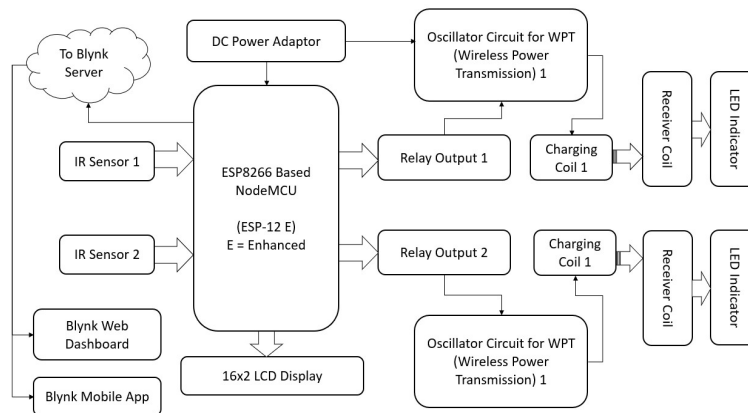 To Blynk
Server
DC Power Adaptor
Oscillator Circuit for WPT
(Wireless Power
Transmission) 1
IR Sensor 1
ESP8266 Based
NodeMCU
(ESP-12 E)
E = Enhanced
Relay Output 1
Charging
Coil 1
Receiver Coil
LED Indicator
IR Sensor 2
Relay Output 2
Charging
Coil 1
Receiver Coil
LED Indicator
Blynk Web
Dashboard
Oscillator Circuit for WPT
(Wireless Power
Transmission) 1
16x2 LCD Display
Blynk Mobile App